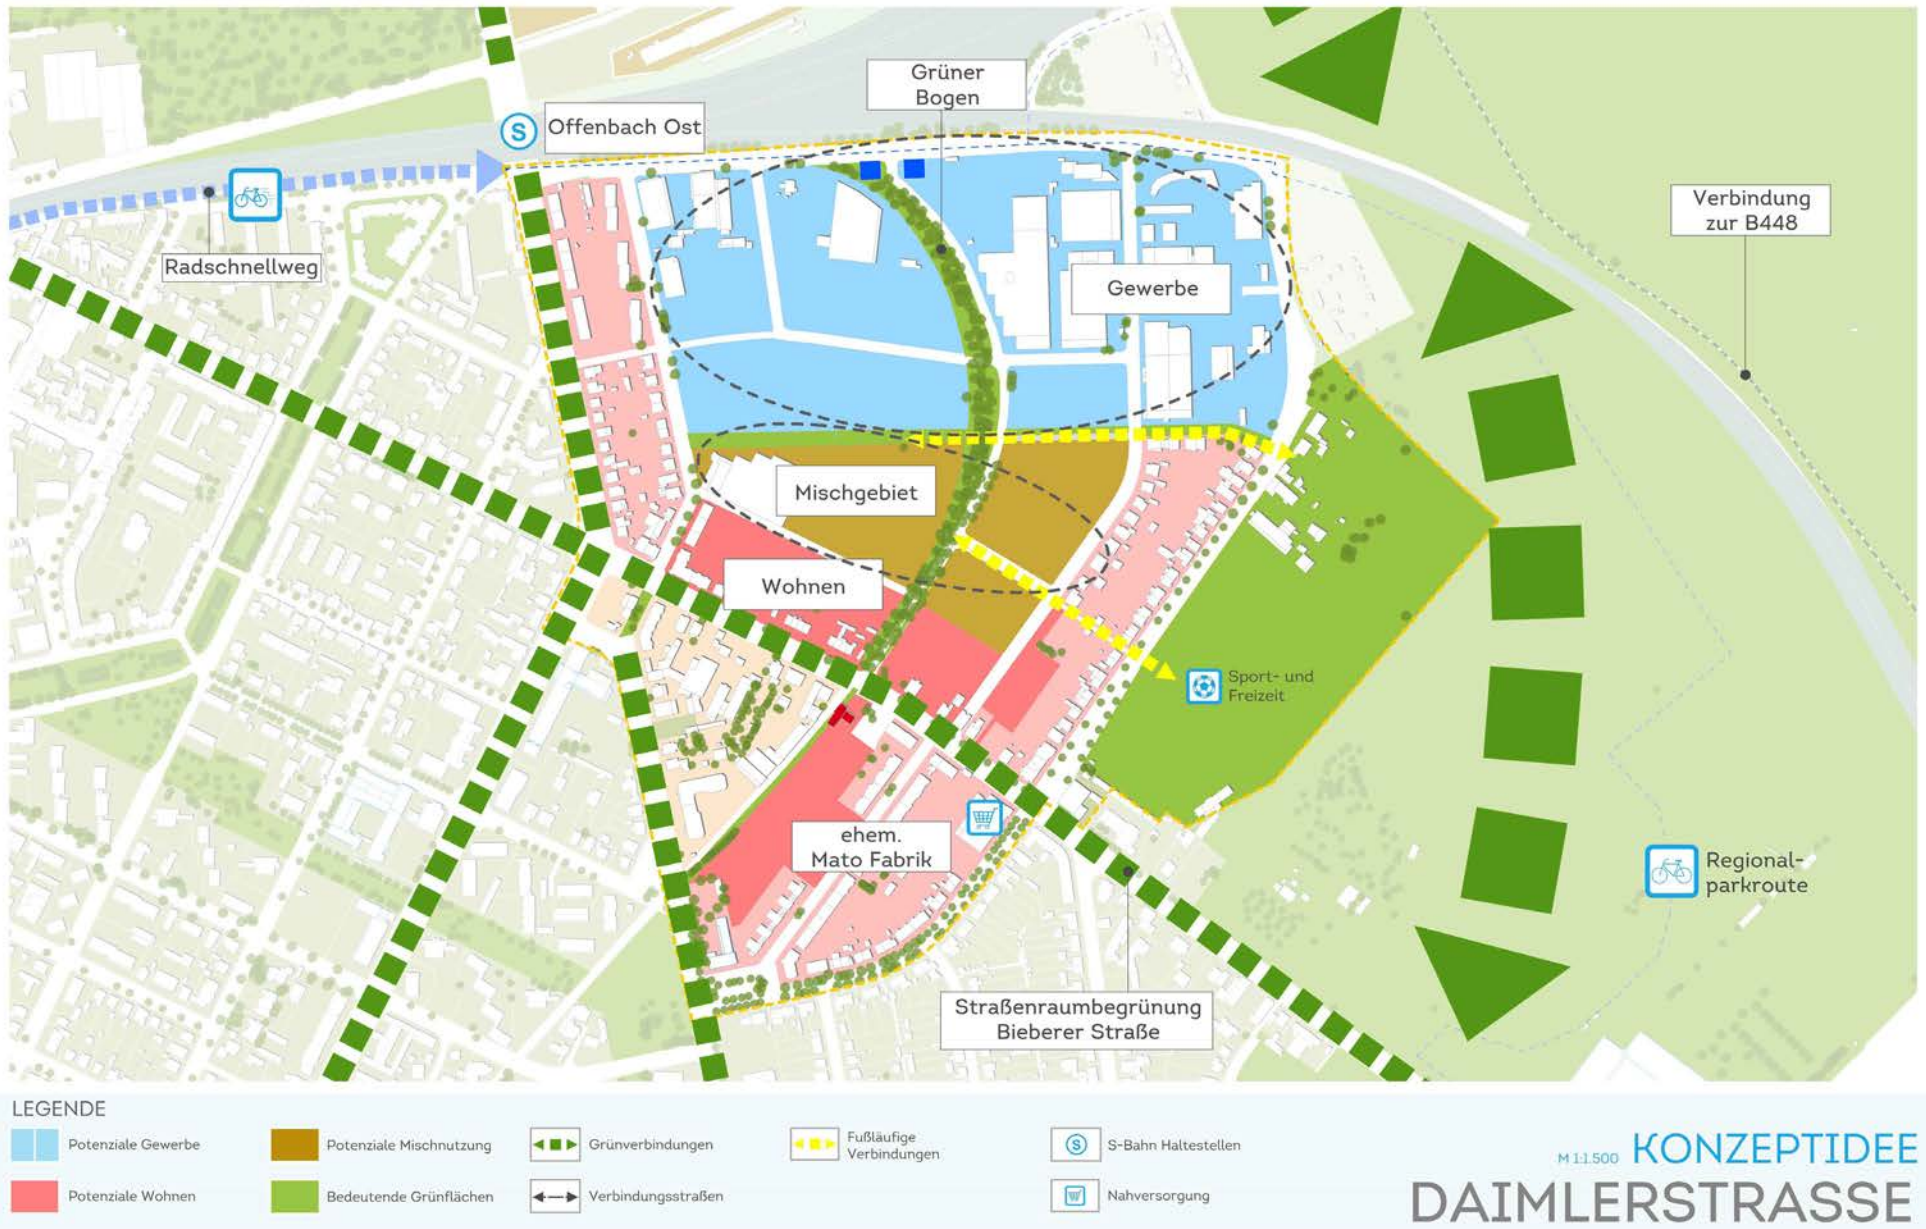 Grüner
Bogen
S
Offenbach Ost
Verbindung
zur B448
Radschnellweg
Gewerbe
Mischgebiet
Wohnen
Sport- und
Freizeit
ehem.
Mato Fabrik
Regional-
parkroute
Straßenraumbegrünung
Bieberer Straße
LEGENDE
Potenziale Gewerbe
Potenziale Mischnutzung
Grünverbindungen
Fußläufige
Verbindungen
S
S-Bahn Haltestellen
Potenziale Wohnen
Bedeutende Grünflächen
Verbindungsstraßen
Nahversorgung
M 1:1.500 KONZEPTIDEE
DAIMLERSTRASSE